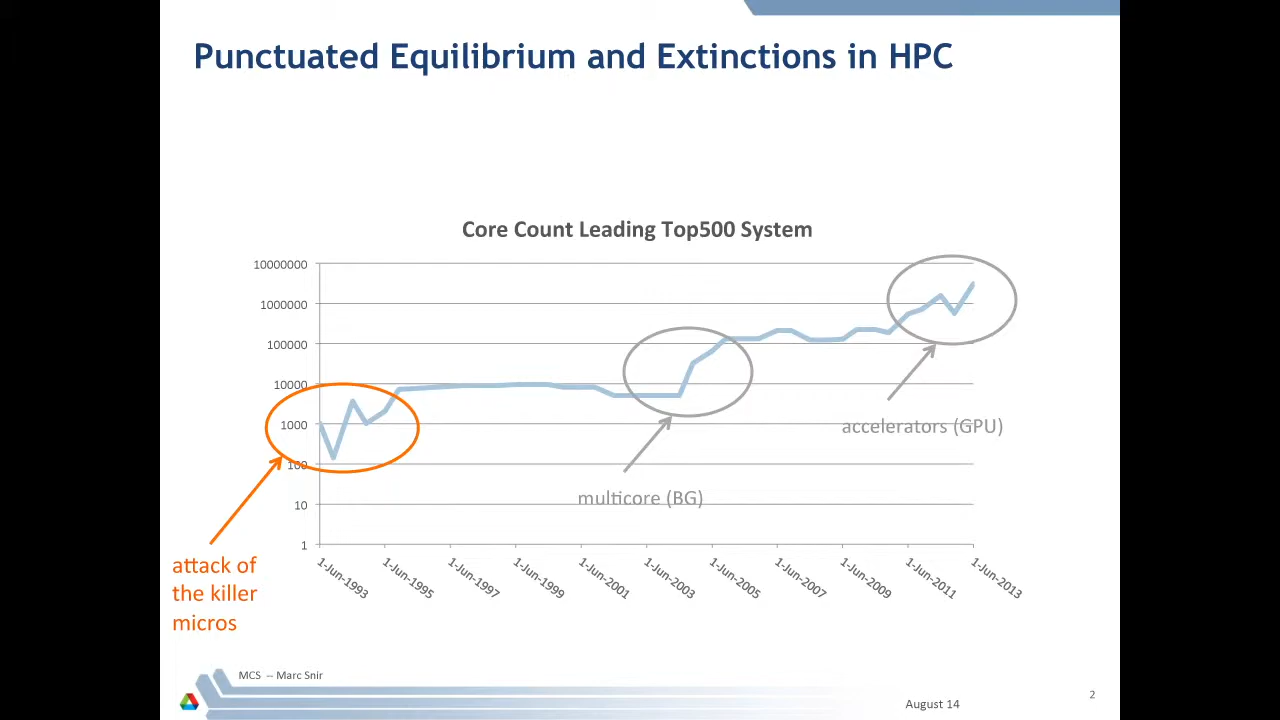 Punctuated Equilibrium and Extinctions in HPC
Core Count Leading Top500 System
10000000
1000000
100000
10000
1000
100
10
1
accelerators (GPU)
multicore (BG)
attack of
the killer
micros
1-Jun-1993
1-Jun-1995
1-Jun-1997
1-Jun-1999
1-Jun-2001
1-Jun-2003
1-Jun-2005
1-Jun-2007
1-Jun-2009
1-Jun-2011
1-Jun-2013
MCS -- Marc Snir
August 14
2